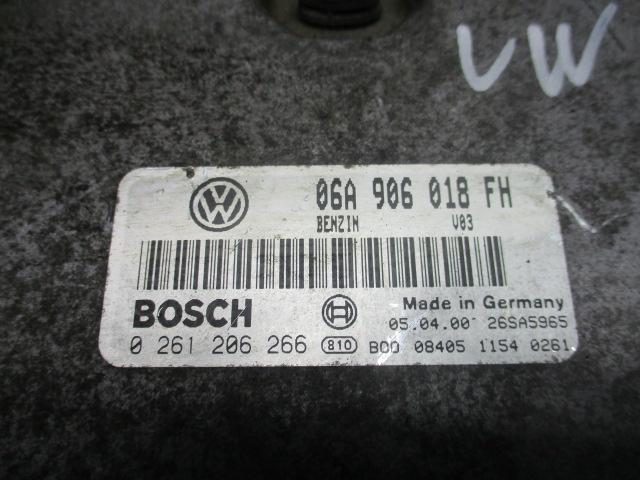 VW
06A 906 018 FH
BENZIN V03
BOSCH
Made in Germany
05.04.00 26SA5965
0 261 206 266 810 BOO 08405 1154 0261